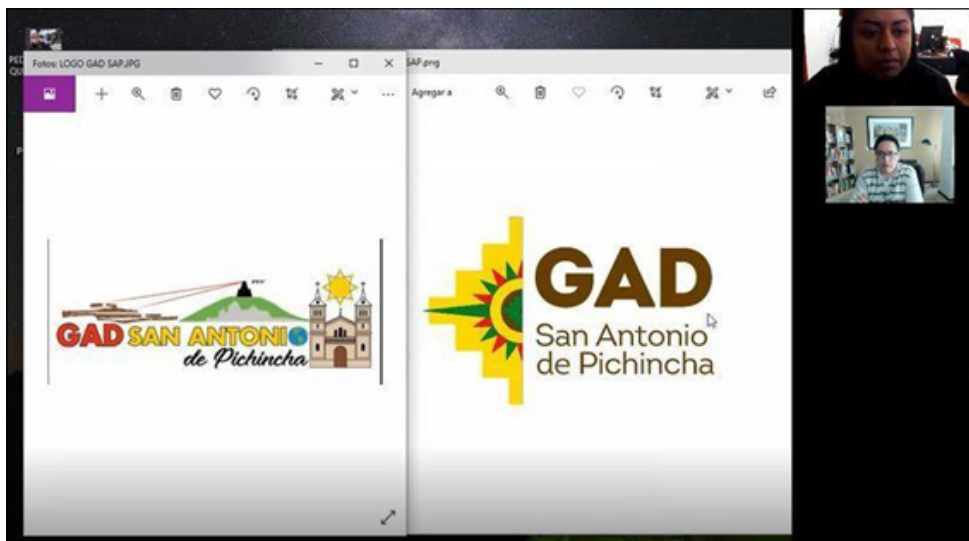 Fotos: LOGO GAD SAP.JPG
SAP.png
Agregar a
GAD SAN ANTONIO
de Pichincha
GAD
San Antonio
de Pichincha